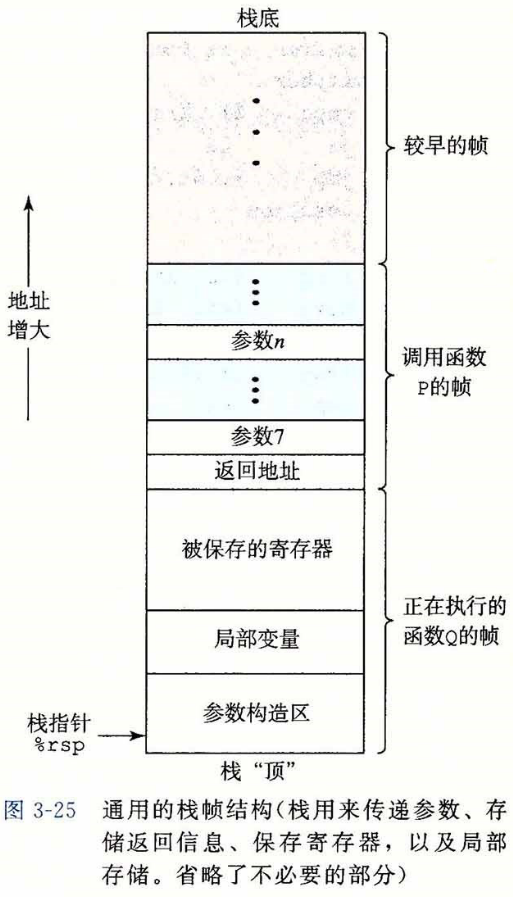 栈底
较早的帧
地址
增大
参数n
调用函数
P的帧
参数7
返回地址
被保存的寄存器
正在执行的
函数Q的帧
局部变量
参数构造区
栈指针
%rsp
栈“顶”
图 3-25 通用的栈帧结构(栈用来传递参数、存
储返回信息、保存寄存器，以及局部
存储。省略了不必要的部分)